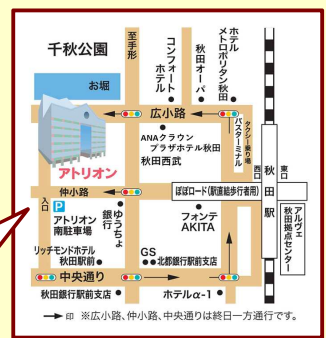 千秋公園
至手形
コンフォート
ホテル
秋田オーパ
ホテル
メトロポリタン秋田
お堀
タクシー乗り場
バスターミナル
広小路
ANAクラウン
プラザホテル秋田
秋田西武
アトリオン
西口
秋田駅
東口
仲小路
ぽぽロード(駅直結歩行者用)
入口
P
アトリオン
南駐車場
ゆうちょ
銀行
フォンテ
AKITA
アルヴェ
秋田拠点センター
リッチモンドホテル
秋田駅前
GS
北都銀行駅前支店
中央通り
秋田銀行駅前支店
ホテルα-1
→ 印 ※広小路、仲小路、中央通りは終日一方通行です。